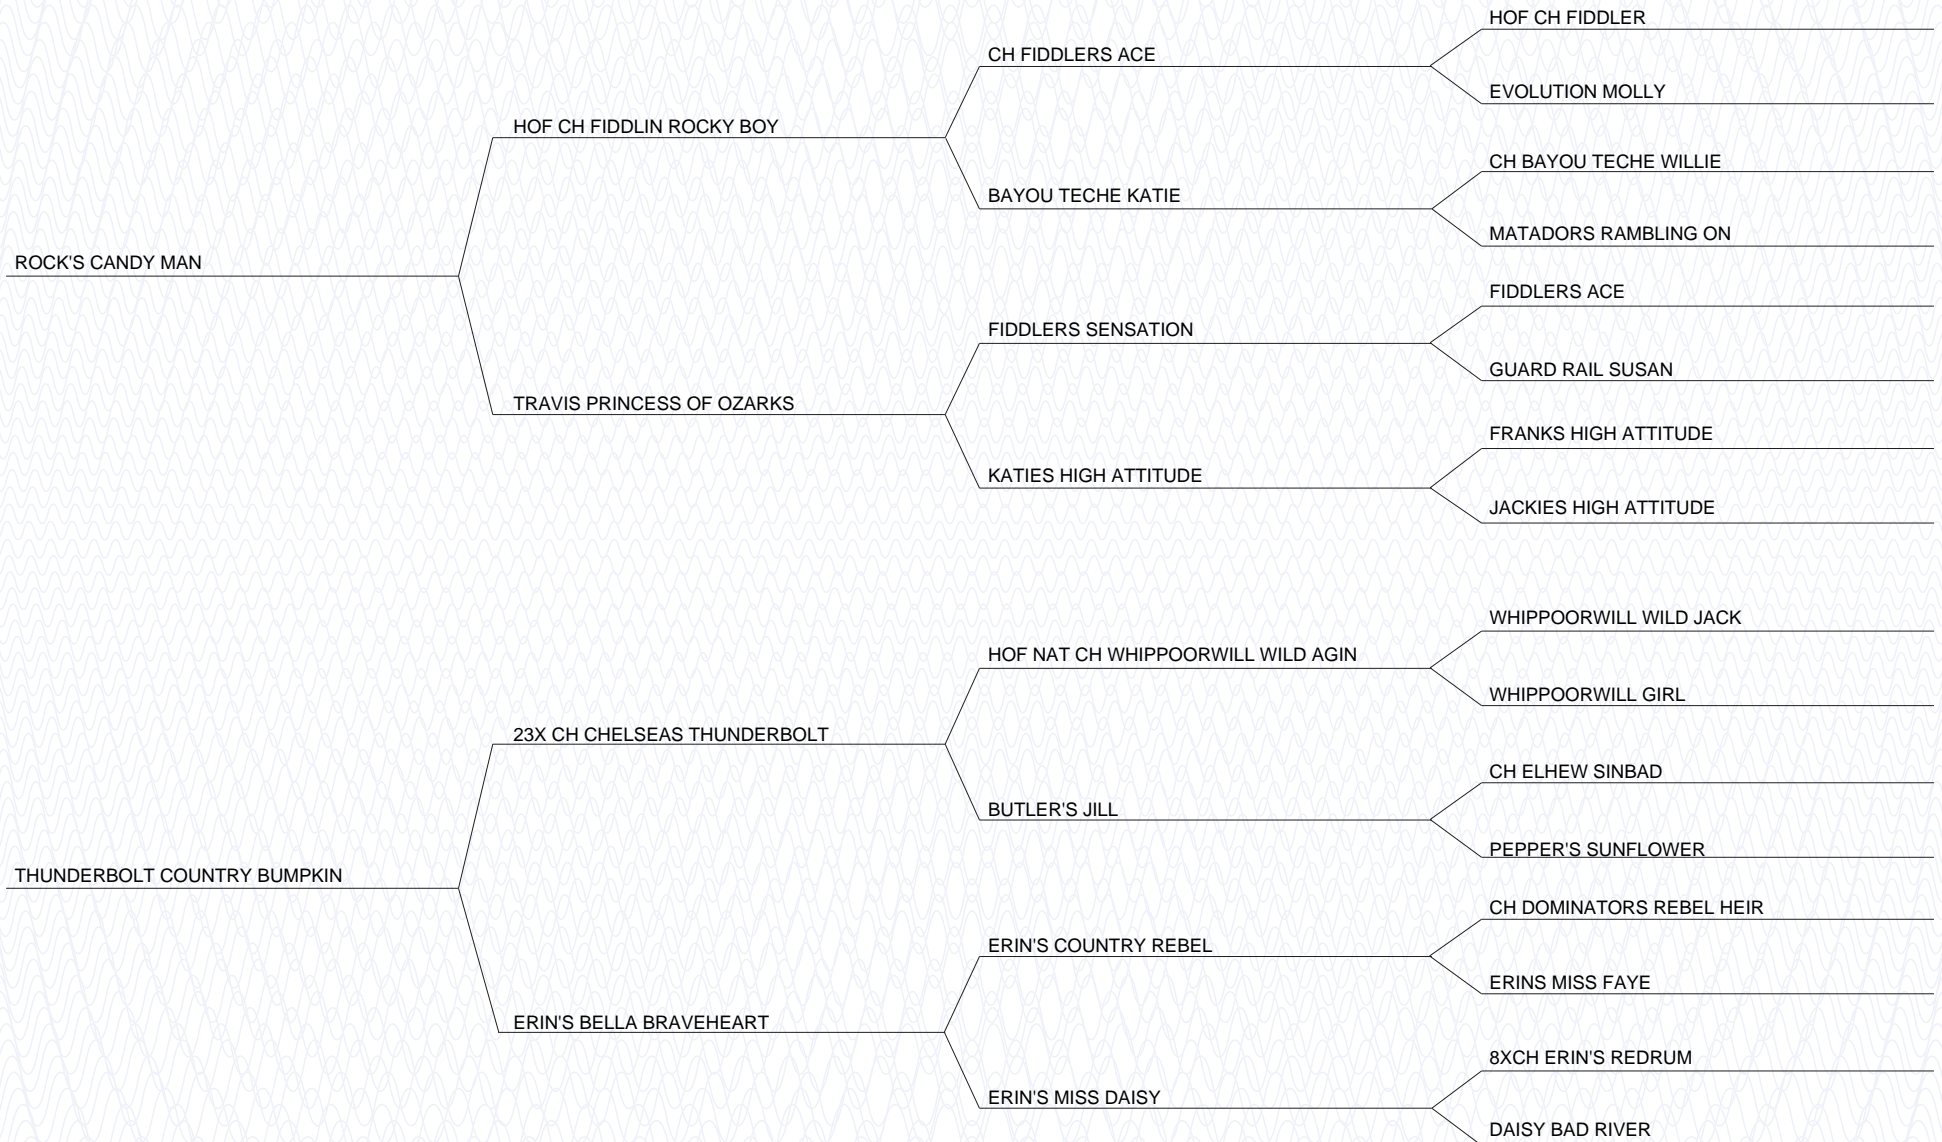 HOF CH FIDDLER
CH FIDDLERS ACE
EVOLUTION MOLLY
HOF CH FIDDLIN ROCKY BOY
CH BAYOU TECHE WILLIE
BAYOU TECHE KATIE
MATADORS RAMBLING ON
ROCK'S CANDY MAN
FIDDLERS ACE
FIDDLERS SENSATION
GUARD RAIL SUSAN
TRAVIS PRINCESS OF OZARKS
FRANKS HIGH ATTITUDE
KATIES HIGH ATTITUDE
JACKIES HIGH ATTITUDE
WHIPPOORWILL WILD JACK
HOF NAT CH WHIPPOORWILL WILD AGIN
WHIPPOORWILL GIRL
23X CH CHELSEAS THUNDERBOLT
CH ELHEW SINBAD
BUTLER'S JILL
PEPPER'S SUNFLOWER
THUNDERBOLT COUNTRY BUMPKIN
CH DOMINATORS REBEL HEIR
ERIN'S COUNTRY REBEL
ERINS MISS FAYE
ERIN'S BELLA BRAVEHEART
8XCH ERIN'S REDRUM
ERIN'S MISS DAISY
DAISY BAD RIVER